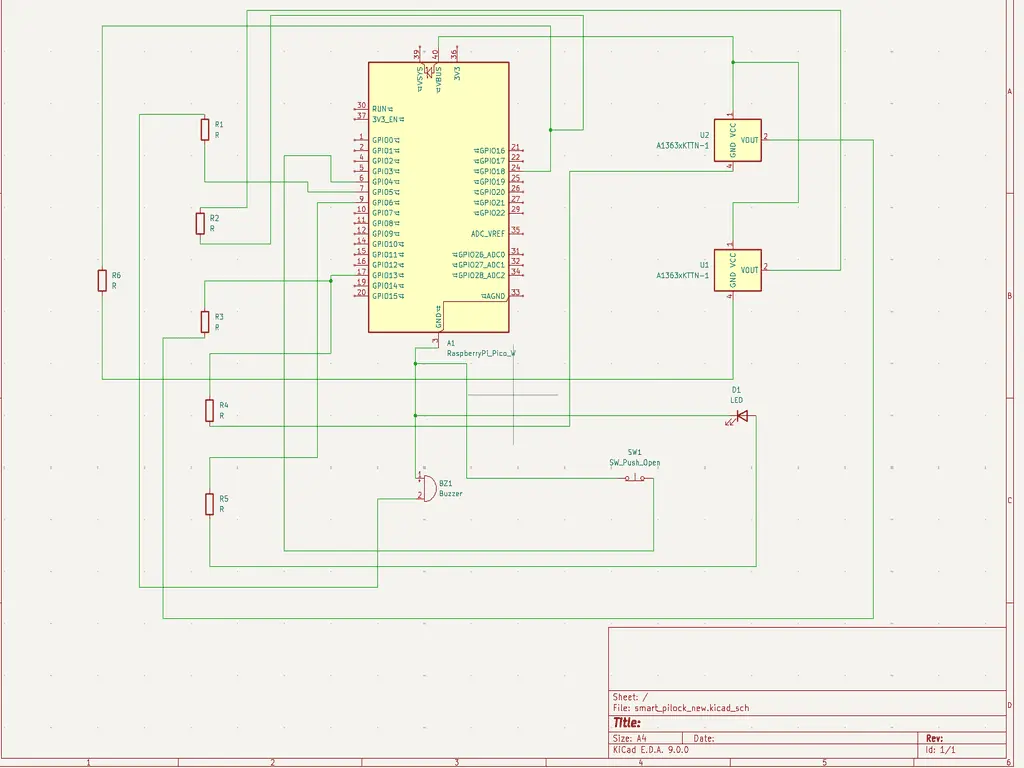 39
40
36
VSYS
VBUS
3V3
30
RUN
37
3V3_EN
1
GPIO0
2
GPIO1
4
GPIO2
5
GPIO3
6
GPIO4
7
GPIO5
9
GPIO6
10
GPIO7
11
GPIO8
12
GPIO9
14
GPIO10
15
GPIO11
16
GPIO12
17
GPIO13
19
GPIO14
20
GPIO15
GPIO16
21
GPIO17
22
GPIO18
24
GPIO19
25
GPIO20
26
GPIO21
27
GPIO22
29
ADC_VREF
35
GPIO26_ADC0
31
GPIO27_ADC1
32
GPIO28_ADC2
34
AGND
33
GND
3
A1
RaspberryPi_Pico_W
R1
R
R2
R
R6
R
R3
R
R4
R
R5
R
U2
A1363xKTTN-1
1
VCC
VOUT
2
GND
4
U1
A1363xKTTN-1
1
VCC
VOUT
2
GND
4
D1
LED
SW1
SW_Push_Open
1
2
BZ1
Buzzer
A
B
C
D
Sheet: /
File: smart_pilock_new.kicad_sch
Title:
Size: A4
Date:
Rev:
KiCad E.D.A. 9.0.0
Id: 1/1
1
2
3
4
5
6